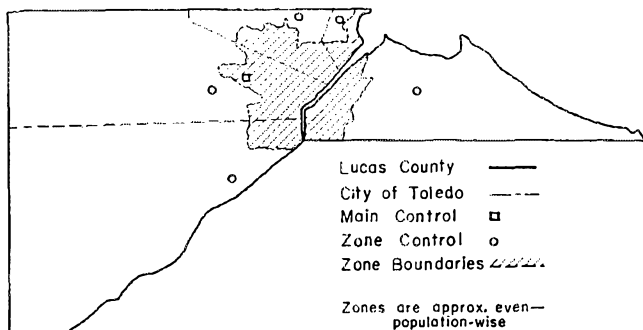 Lucas County
City of Toledo
Main Control
Zone Control
Zone Boundaries
Zones are approx. even—
population-wise